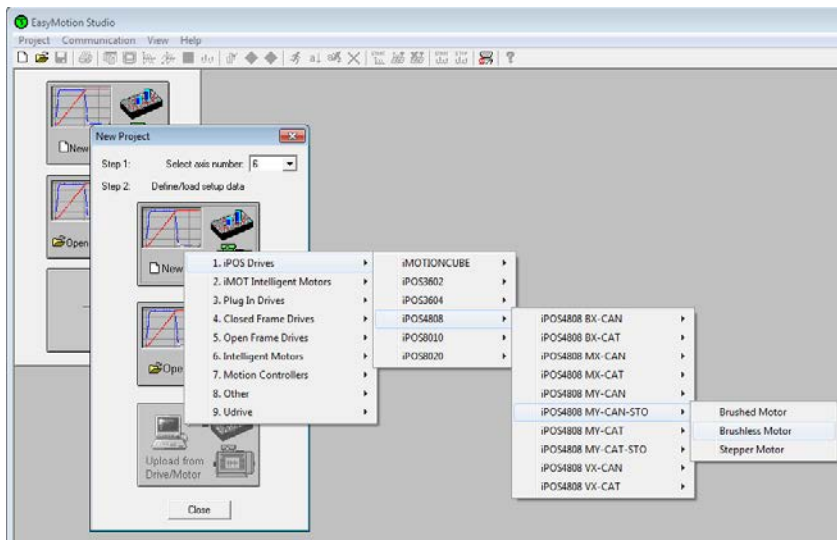 EasyMotion Studio
Project Communication View Help
New
Open
New Project
Step 1: Select axis number: 6
Step 2: Define/load setup data
New
Ope
Upload from
Drive/Motor
Close
1. iPOS Drives
2. iMOT Intelligent Motors
3. Plug In Drives
4. Closed Frame Drives
5. Open Frame Drives
6. Intelligent Motors
7. Motion Controllers
8. Other
9. Udrive
iMOTIONCUBE
iPOS3602
iPOS3604
iPOS4808
iPOS8010
iPOS8020
iPOS4808 BX-CAN
iPOS4808 BX-CAT
iPOS4808 MX-CAN
iPOS4808 MX-CAT
iPOS4808 MY-CAN
iPOS4808 MY-CAN-STO
iPOS4808 MY-CAT
iPOS4808 MY-CAT-STO
iPOS4808 VX-CAN
iPOS4808 VX-CAT
Brushed Motor
Brushless Motor
Stepper Motor